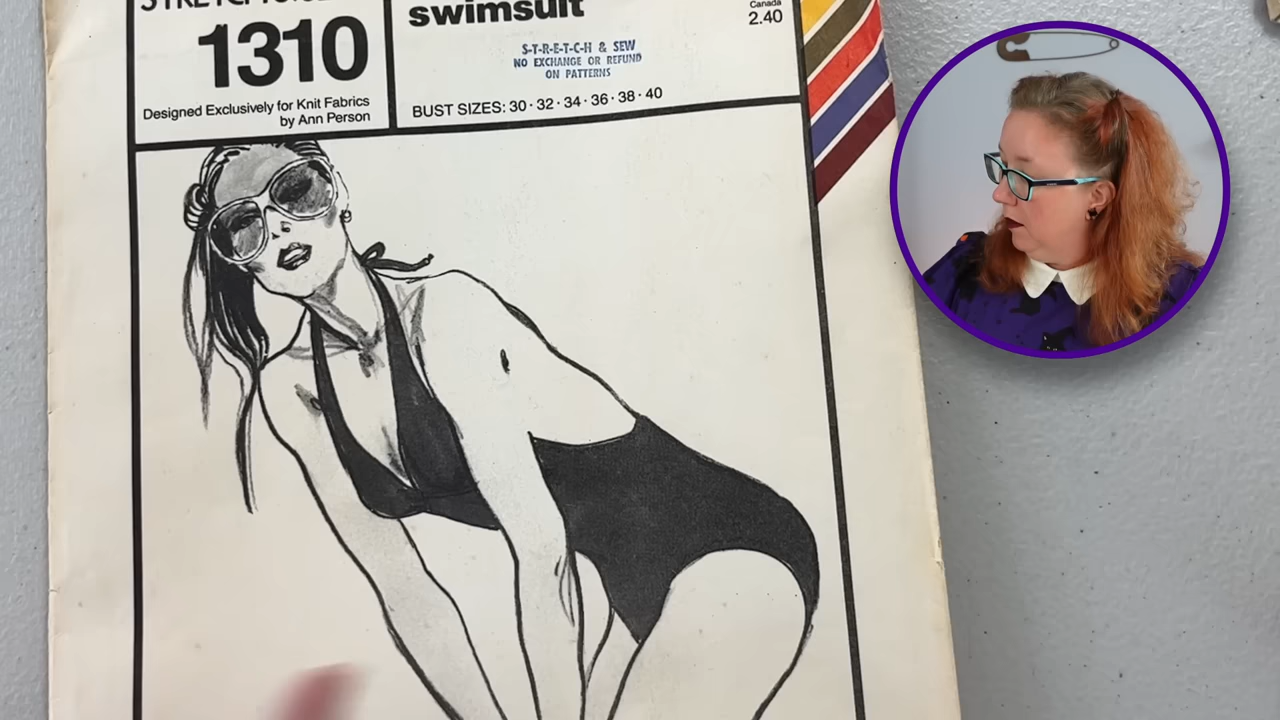 1310
Designed Exclusively for Knit Fabrics
by Ann Person
swimsuit
Canada
2.40
S-T-R-E-T-C-H & SEW
NO EXCHANGE OR REFUND
ON PATTERNS
BUST SIZES: 30 · 32 · 34 · 36 · 38 · 40